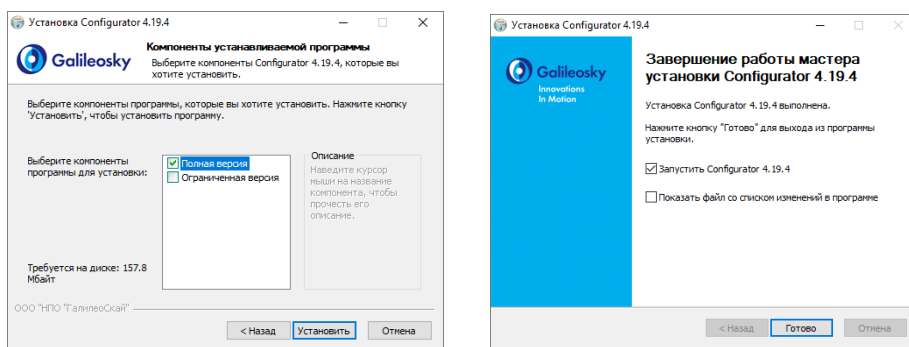 Установка Configurator 4.19.4
Galileosky
Компоненты устанавливаемой программы
Выберите компоненты Configurator 4.19.4, которые вы
хотите установить.
Выберите компоненты программы, которые вы хотите установить. Нажмите кнопку
'Установить', чтобы установить программу.
Выберите компоненты
программы для установки:
Полная версия
Ограниченная версия
Описание
Наведите курсор
мыши на название
компонента, чтобы
прочесть его
описание.
Требуется на диске: 157.8
Мбайт
ООО "НПО "ГалилеоСкай"
< Назад
Установить
Отмена
Установка Configurator 4.19.4
Galileosky
Innovations
In Motion
Завершение работы мастера
установки Configurator 4.19.4
Установка Configurator 4.19.4 выполнена.
Нажмите кнопку "Готово" для выхода из программы
установки.
Запустить Configurator 4.19.4
Показать файл со списком изменений в программе
< Назад
Готово
Отмена